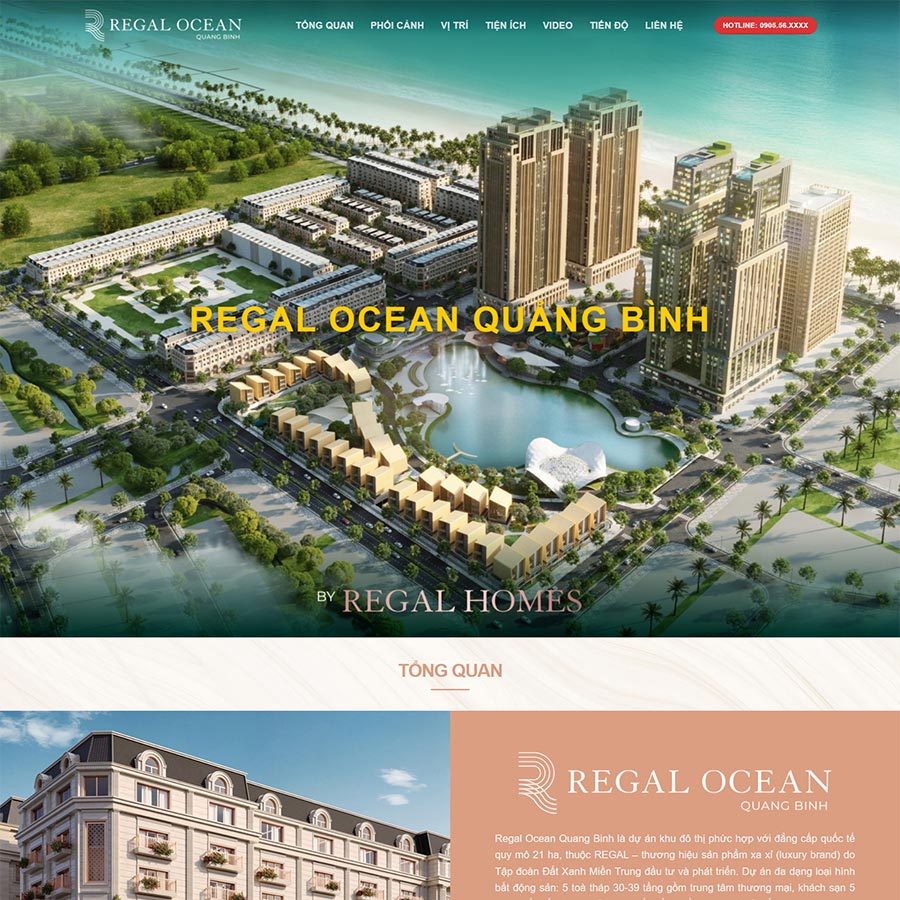 REGAL OCEAN
QUANG BINH
TỔNG QUAN PHỐI CẢNH VỊ TRÍ TIỆN ÍCH VIDEO TIẾN ĐỘ LIÊN HỆ
HOTLINE: 0905.56.XXXX
REGAL OCEAN QUẢNG BÌNH
BY REGAL HOMES
TỔNG QUAN
REGAL OCEAN
QUANG BINH
Regal Ocean Quang Binh là dự án khu đô thị phức hợp với đẳng cấp quốc tế
quy mô 21 ha, thuộc REGAL – thương hiệu sản phẩm xa xỉ (luxury brand) do
Tập đoàn Đất Xanh Miền Trung đầu tư và phát triển. Dự án đa dạng loại hình
bất động sản: 5 toà tháp 30-39 tầng gồm trung tâm thương mại, khách sạn 5